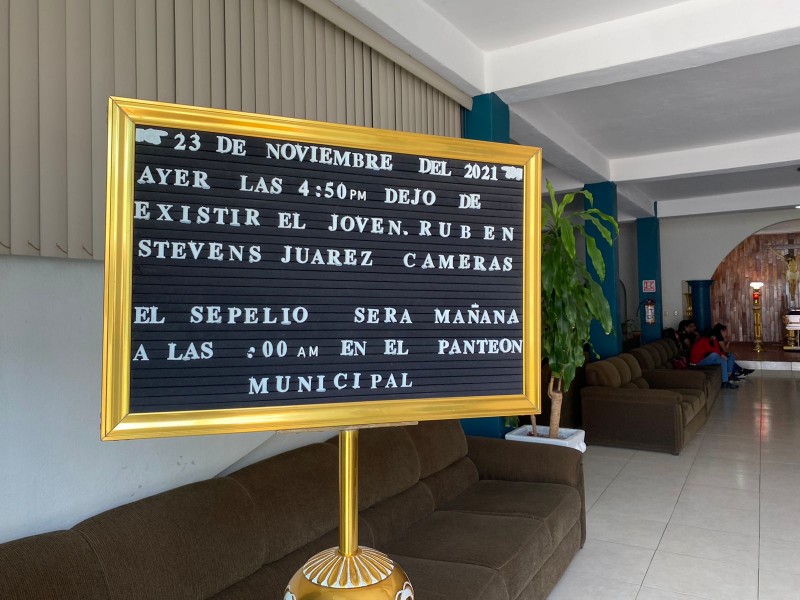 23 DE NOVIEMBRE DEL 2021
AYER LAS 4:50PM DEJO DE
EXISTIR EL JOVEN. RUBEN
STEVENS JUAREZ CAMERAS
EL SEPELIO SERA MAÑANA
A LAS :00 AM EN EL PANTEON
MUNICIPAL